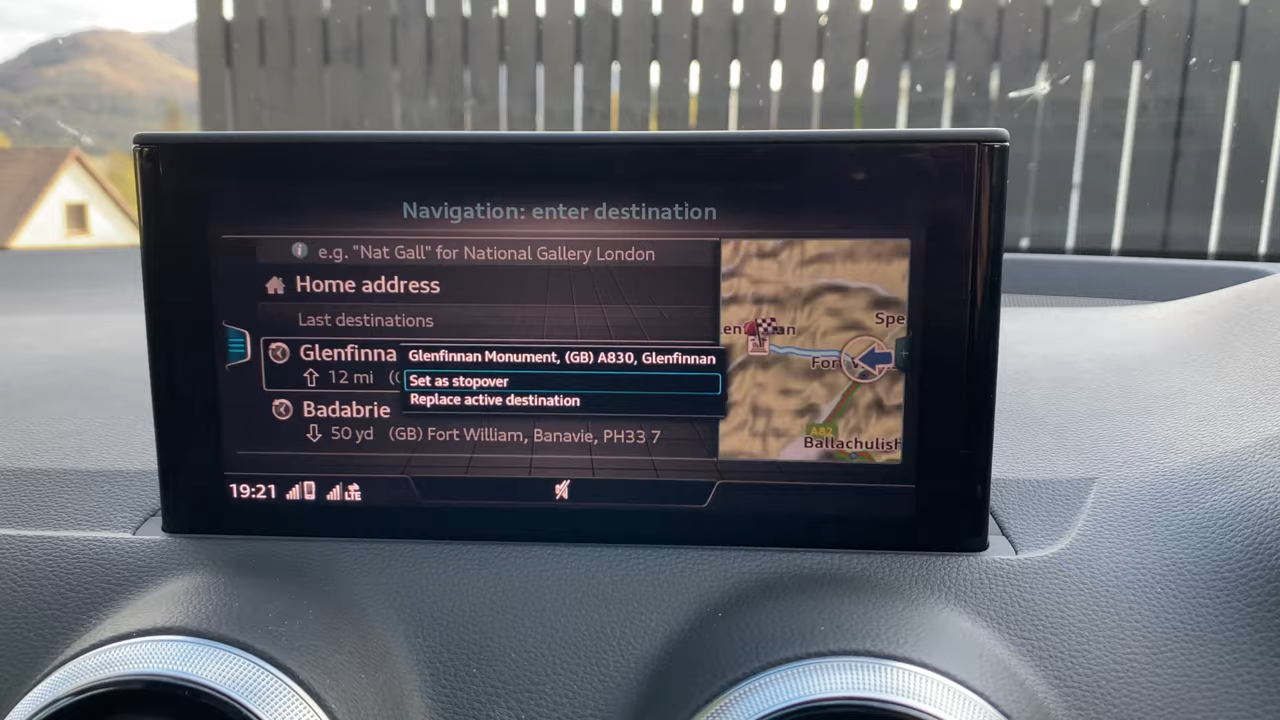 Navigation: enter destination
e.g. "Nat Gall" for National Gallery London
Home address
Last destinations
Glenfinna
12 mi
Glenfinnan Monument, (GB) A830, Glenfinnan
Set as stopover
Replace active destination
Badabrie
50 yd (GB) Fort William, Banavie, PH33 7
Spe
For
A82
Ballachulish
19:21
LTE